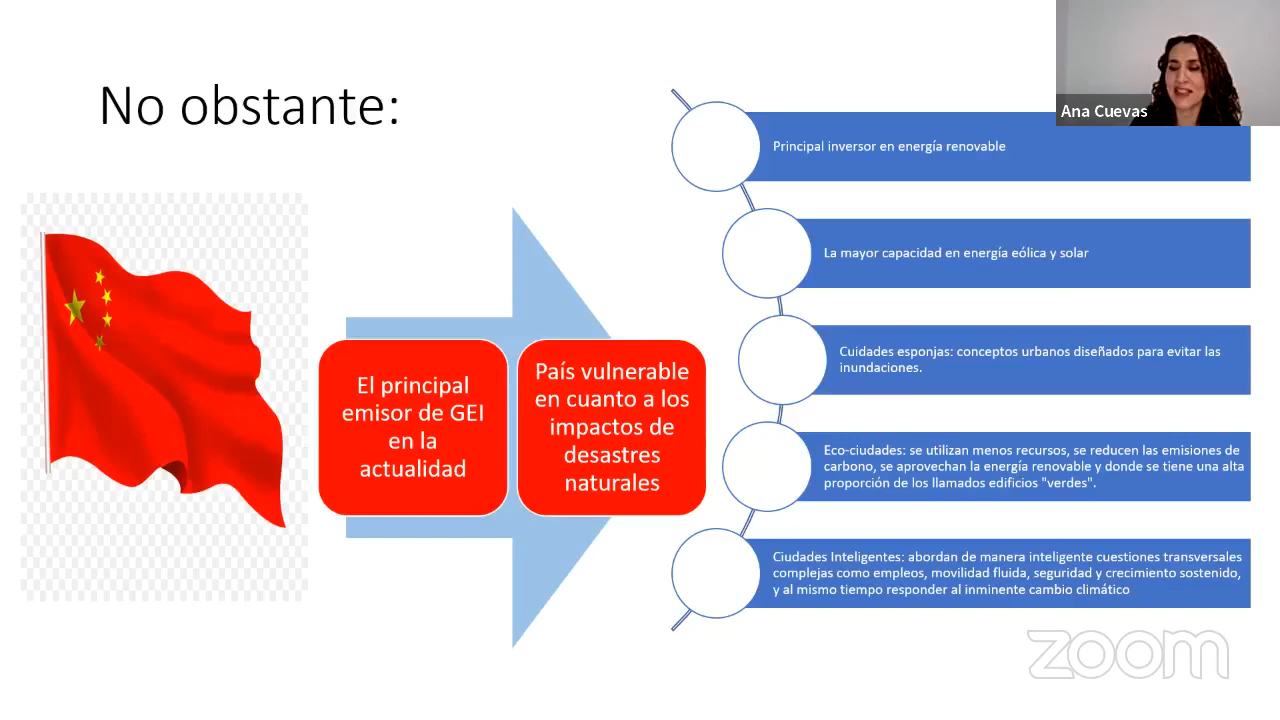 No obstante:
Ana Cuevas
El principal
emisor de GEI
en la
actualidad
País vulnerable
en cuanto a los
impactos de
desastres
naturales
Principal inversor en energía renovable
La mayor capacidad en energía eólica y solar
Cuidades esponjas: conceptos urbanos diseñados para evitar las
inundaciones.
Eco-ciudades: se utilizan menos recursos, se reducen las emisiones de
carbono, se aprovechan la energía renovable y donde se tiene una alta
proporción de los llamados edificios "verdes".
Ciudades Inteligentes: abordan de manera inteligente cuestiones transversales
complejas como empleos, movilidad fluida, seguridad y crecimiento sostenido,
y al mismo tiempo responder al inminente cambio climático
zoom